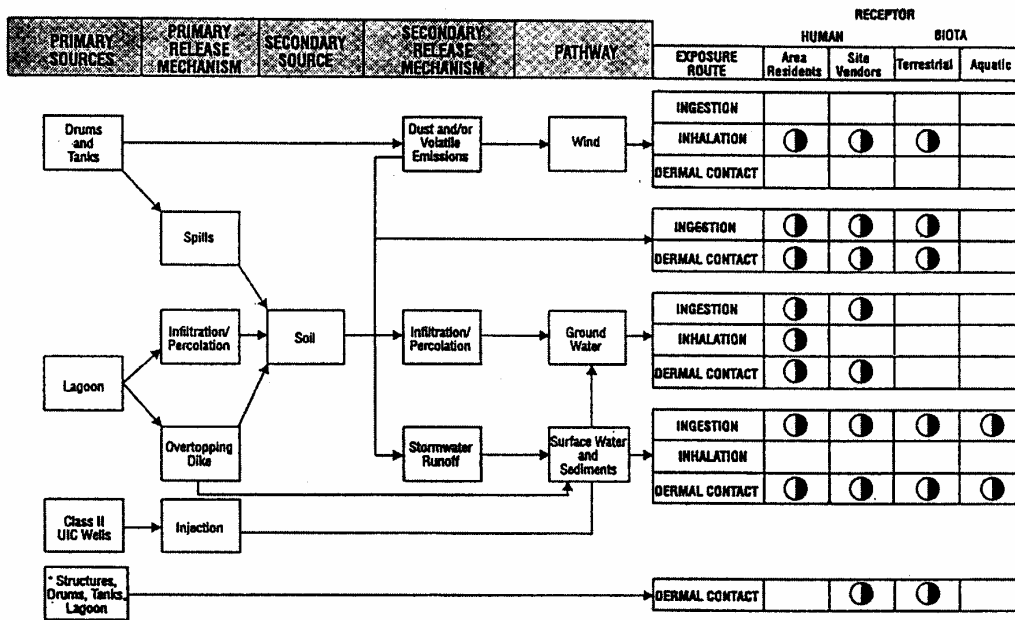 RECEPTOR
HUMAN BIOTA
PRIMARY SOURCES
PRIMARY RELEASE MECHANISM
SECONDARY SOURCE
SECONDARY RELEASE MECHANISM
PATHWAY
EXPOSURE ROUTE
Area Residents
Site Vendors
Terrestrial
Aquatic
Drums
and
Tanks
Dust and/or
Volatile
Emissions
Wind
INGESTION
INHALATION
DERMAL CONTACT
Spills
INGESTION
DERMAL CONTACT
Lagoon
Infiltration/
Percolation
Soil
Infiltration/
Percolation
Ground
Water
INGESTION
INHALATION
DERMAL CONTACT
Overtopping
Dike
Stormwater
Runoff
Surface Water
and
Sediments
INGESTION
INHALATION
DERMAL CONTACT
Class II
UIC Wells
Injection
* Structures,
Drums, Tanks,
Lagoon
DERMAL CONTACT